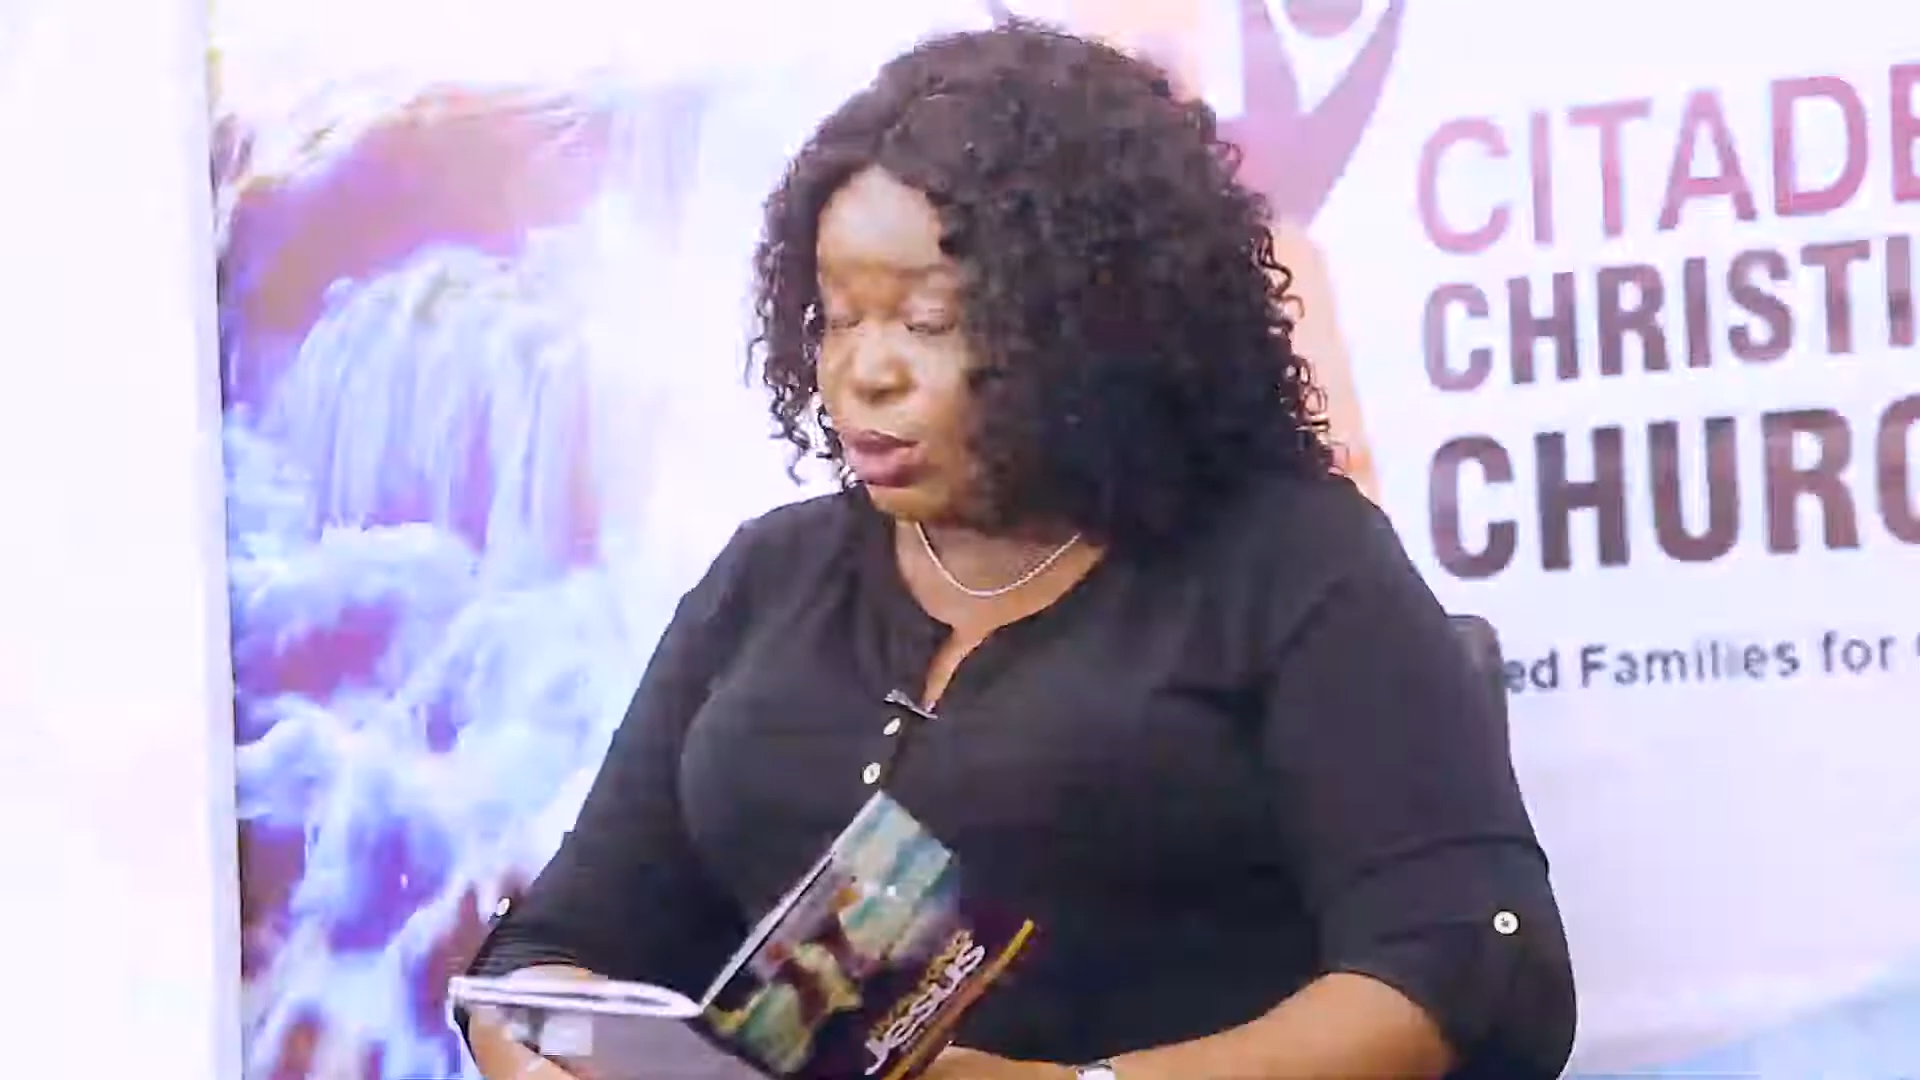 CITADE
CHRISTI
CHURC
ed Families for
Jesus